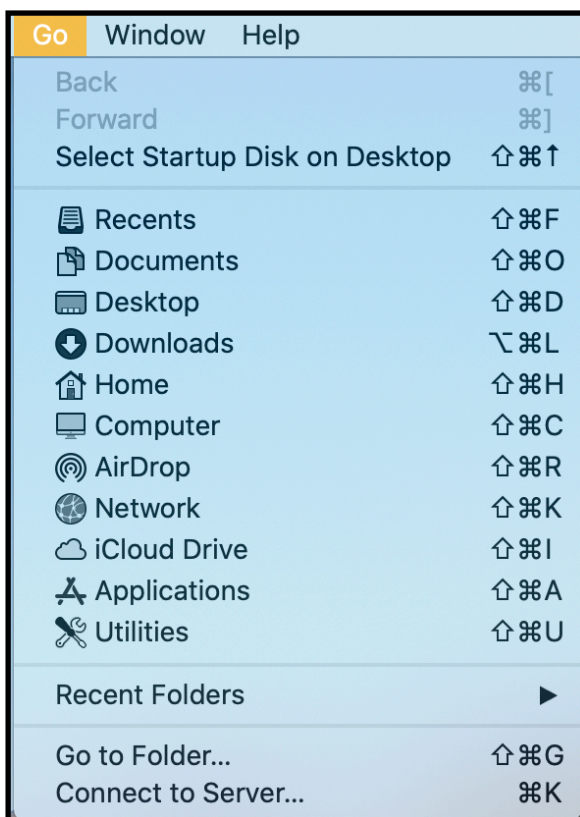 Go Window Help
Back ⌘[
Forward ⌘]
Select Startup Disk on Desktop ⇧⌘↑
Recents ⇧⌘F
Documents ⇧⌘O
Desktop ⇧⌘D
Downloads ⌥⌘L
Home ⇧⌘H
Computer ⇧⌘C
AirDrop ⇧⌘R
Network ⇧⌘K
iCloud Drive ⇧⌘I
Applications ⇧⌘A
Utilities ⇧⌘U
Recent Folders ▶
Go to Folder... ⇧⌘G
Connect to Server... ⌘K